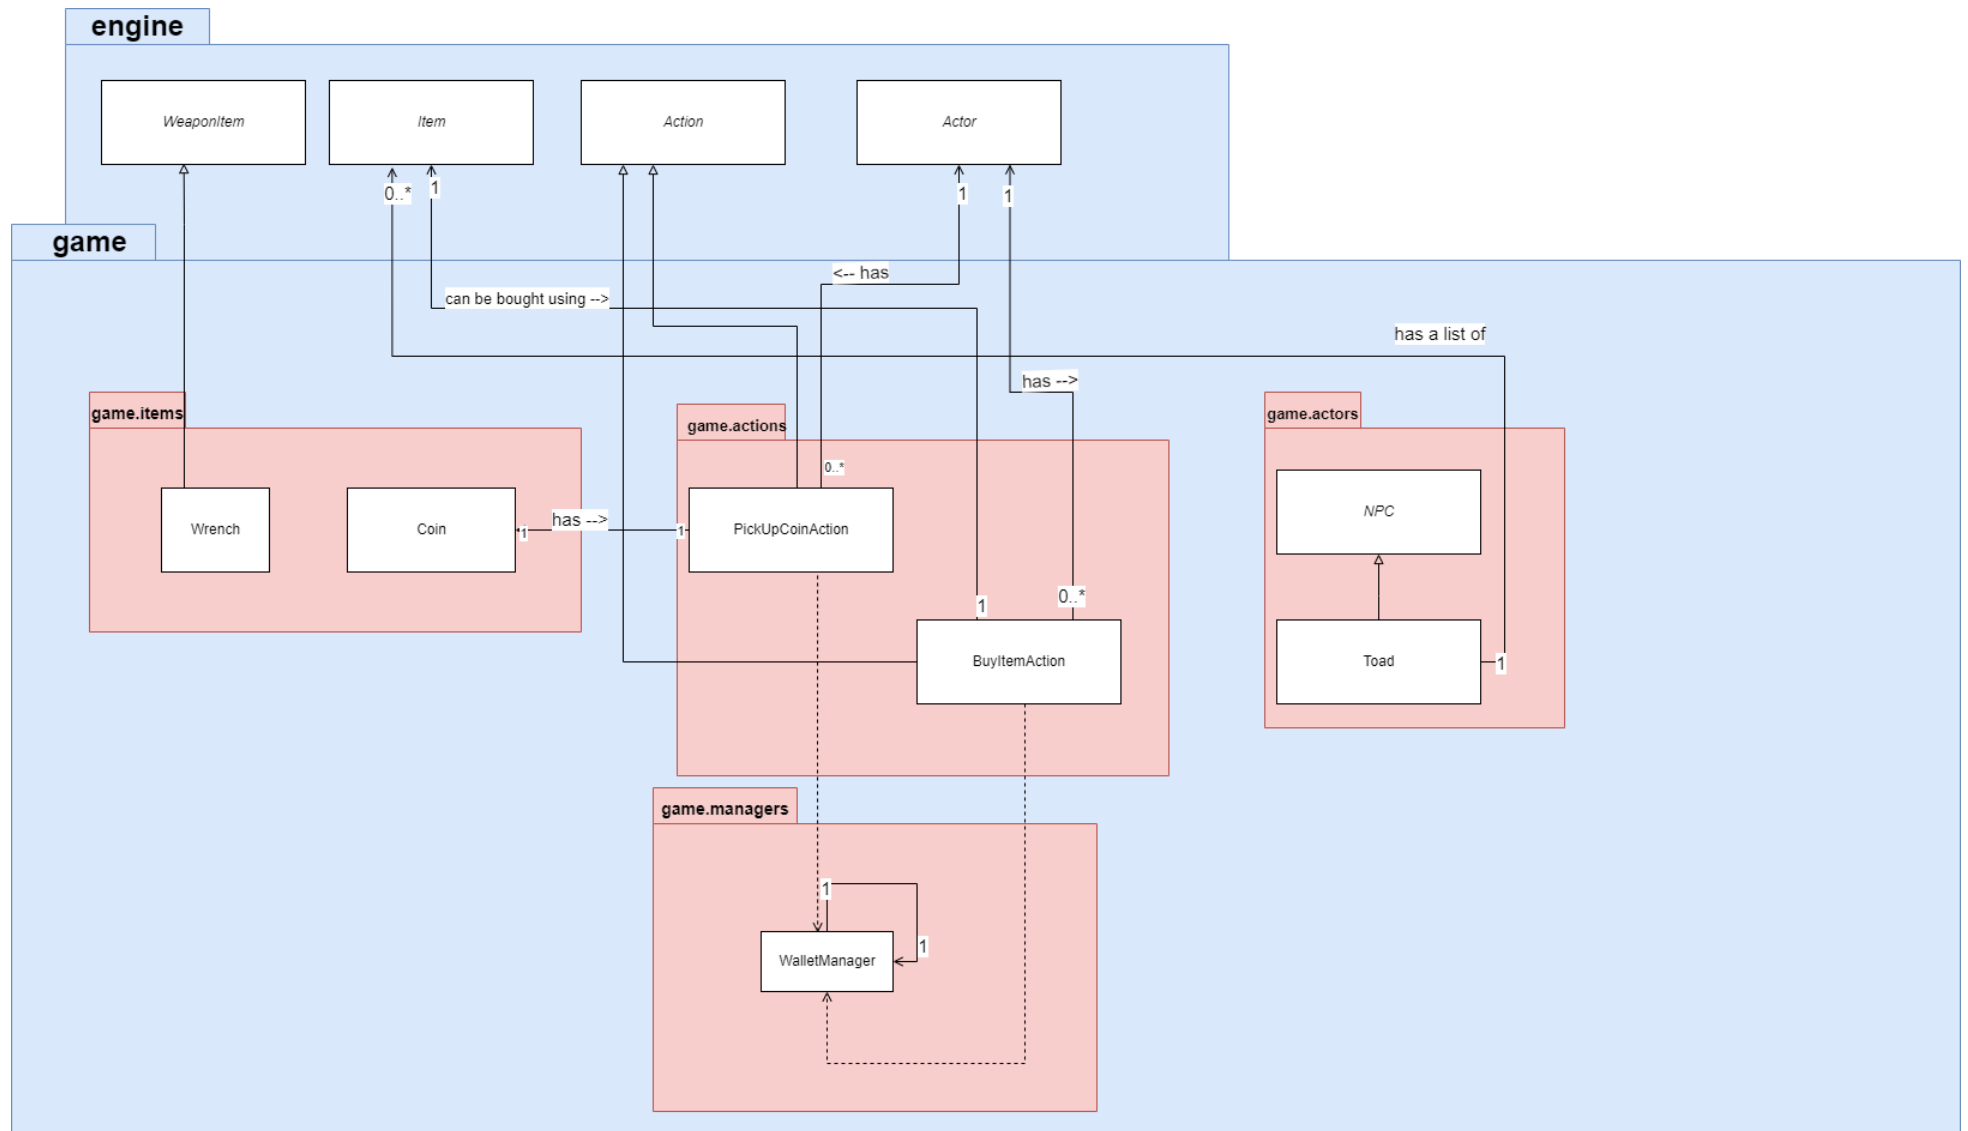 engine
WeaponItem
Item
Action
Actor
0..*
1
1
1
game
<-- has
can be bought using -->
has a list of
has -->
game.items
game.actions
game.actors
0..*
Wrench
Coin
1
has -->
1
PickUpCoinAction
NPC
1
0..*
BuyItemAction
Toad
1
game.managers
1
1
WalletManager